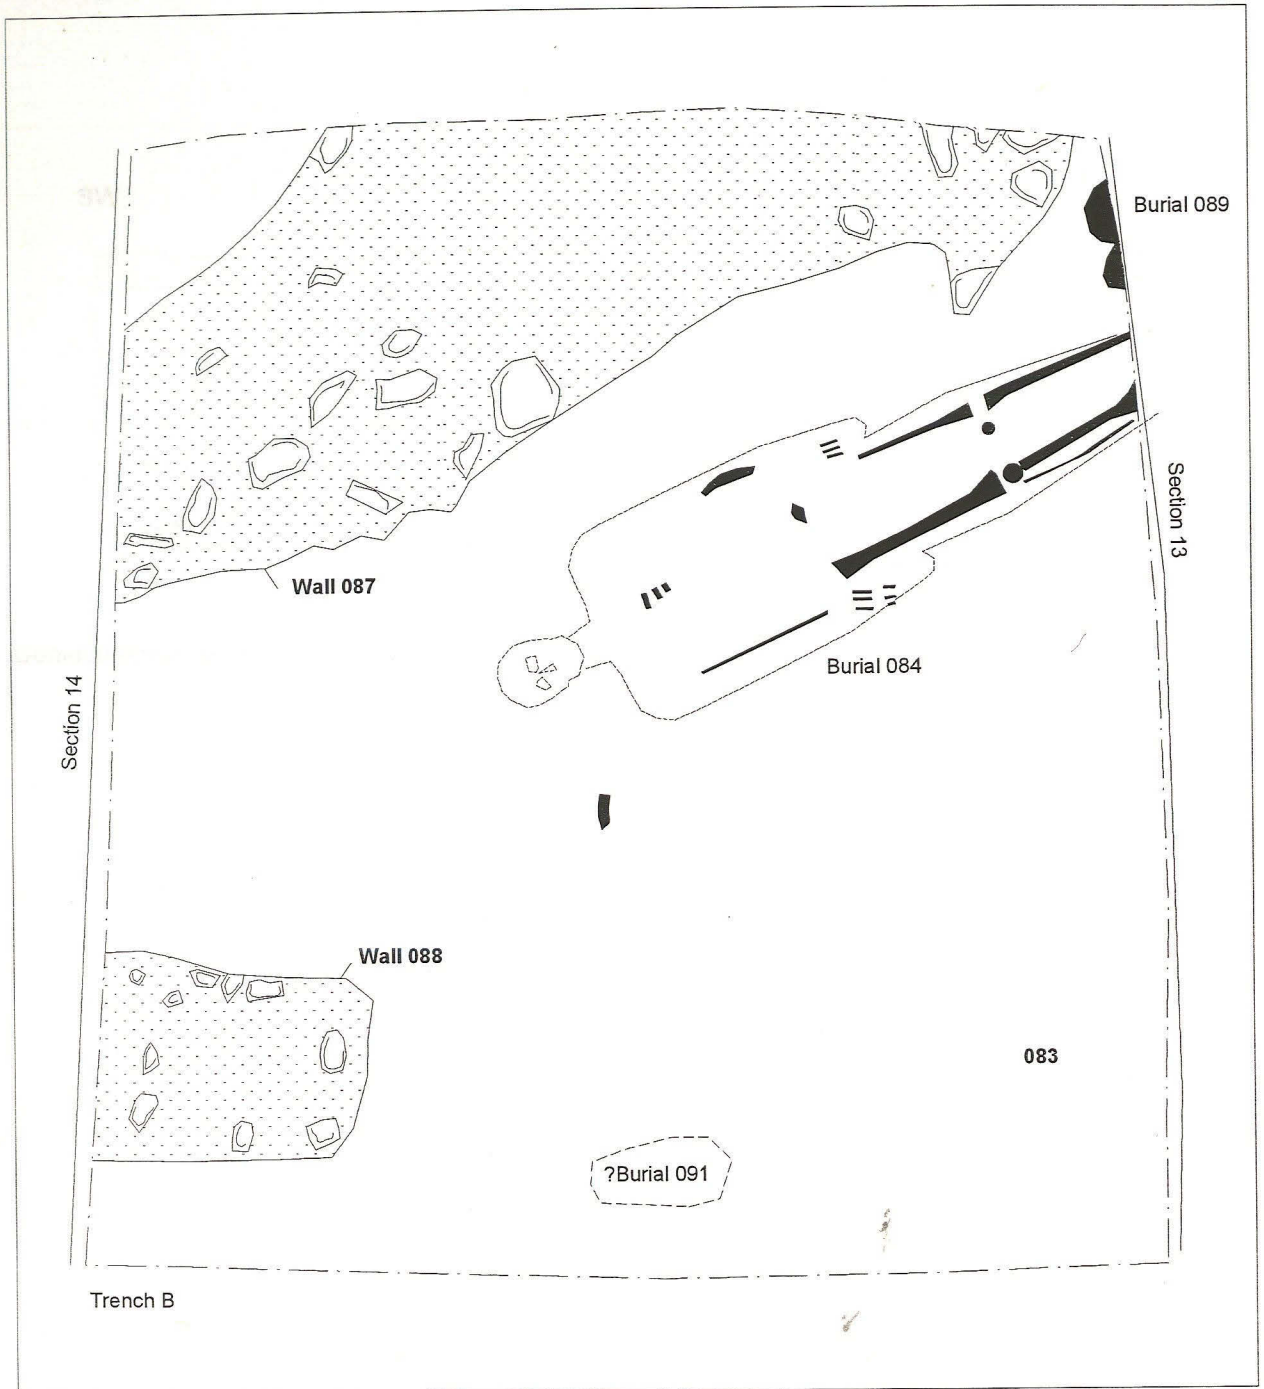 Burial 089
Section 13
Wall 087
Burial 084
Section 14
Wall 088
083
?Burial 091
Trench B